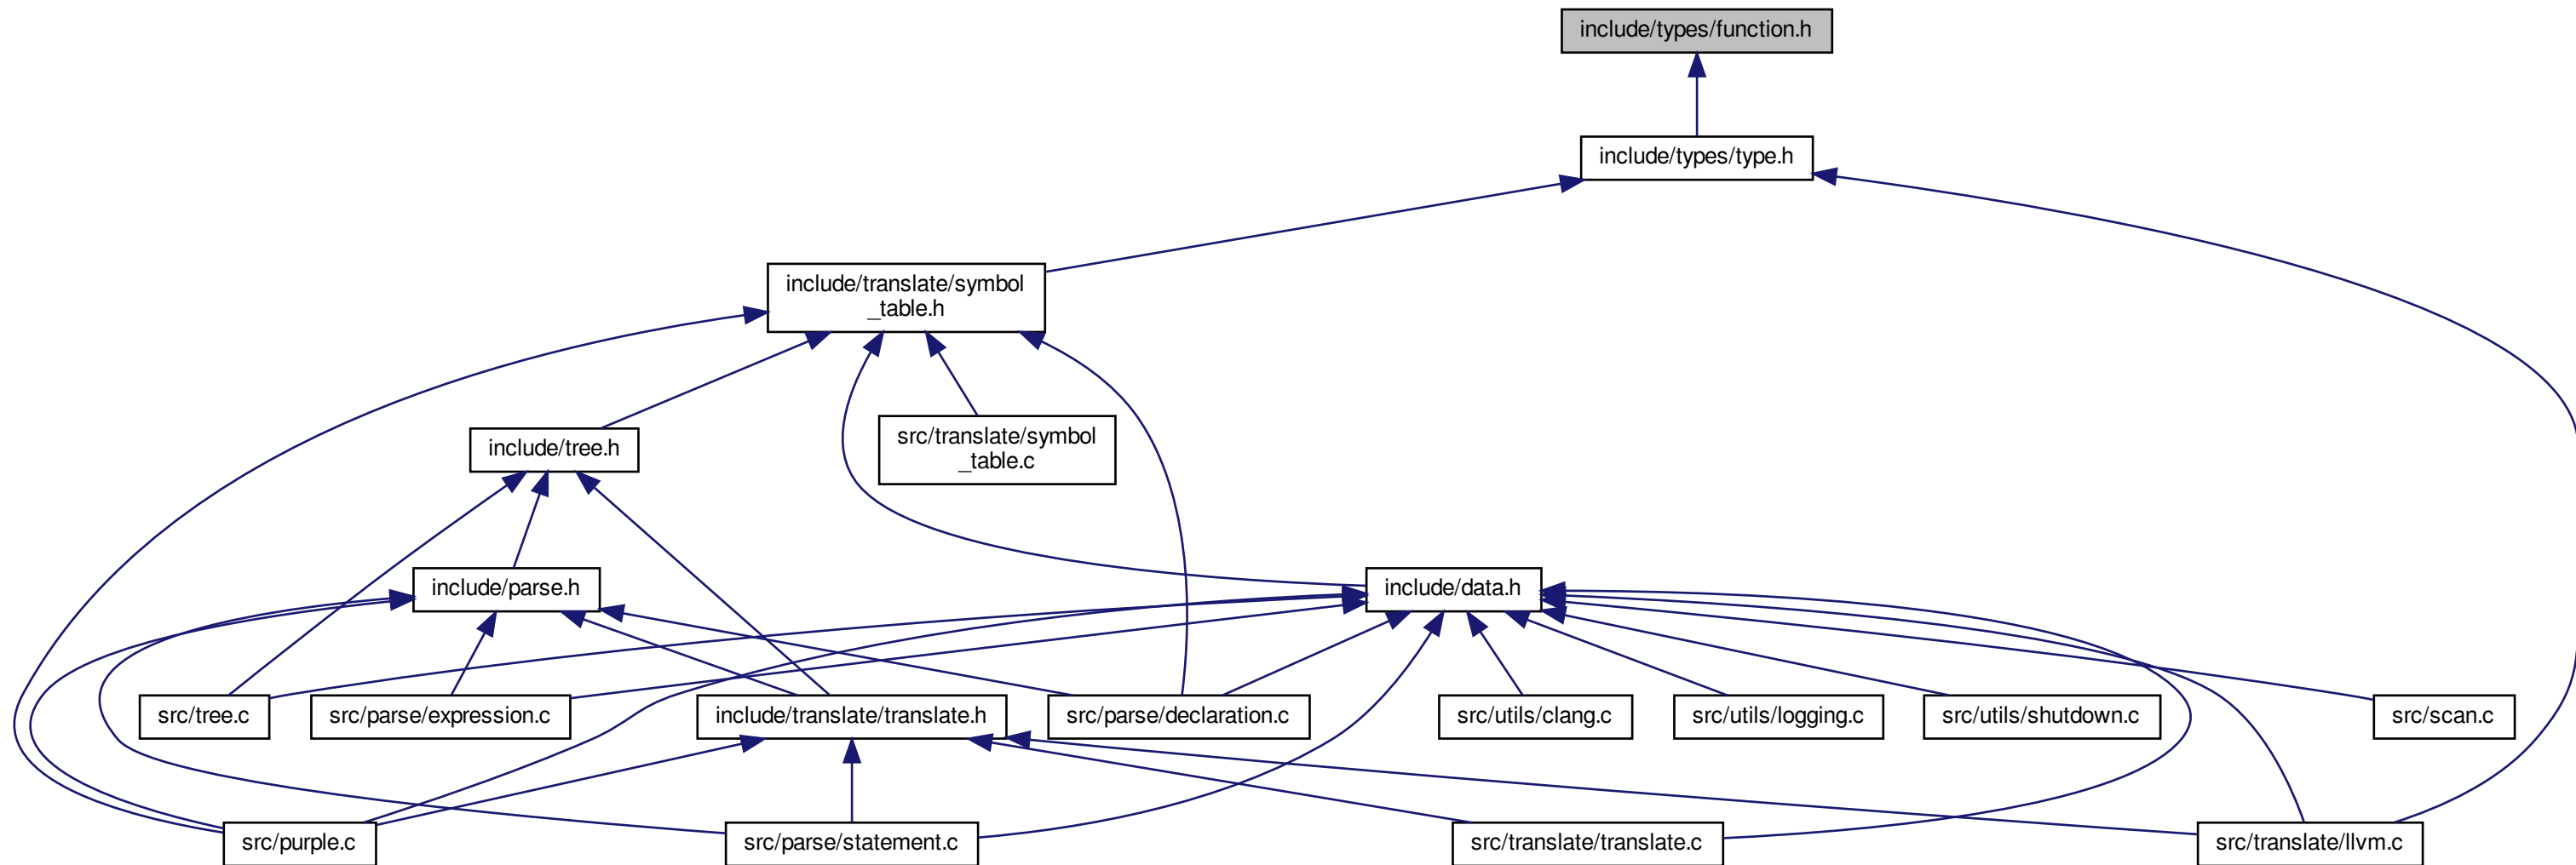 include/types/function.h
include/types/type.h
include/translate/symbol
_table.h
include/tree.h
src/translate/symbol
_table.c
include/parse.h
include/data.h
src/tree.c
src/parse/expression.c
include/translate/translate.h
src/parse/declaration.c
src/utils/clang.c
src/utils/logging.c
src/utils/shutdown.c
src/scan.c
src/purple.c
src/parse/statement.c
src/translate/translate.c
src/translate/llvm.c